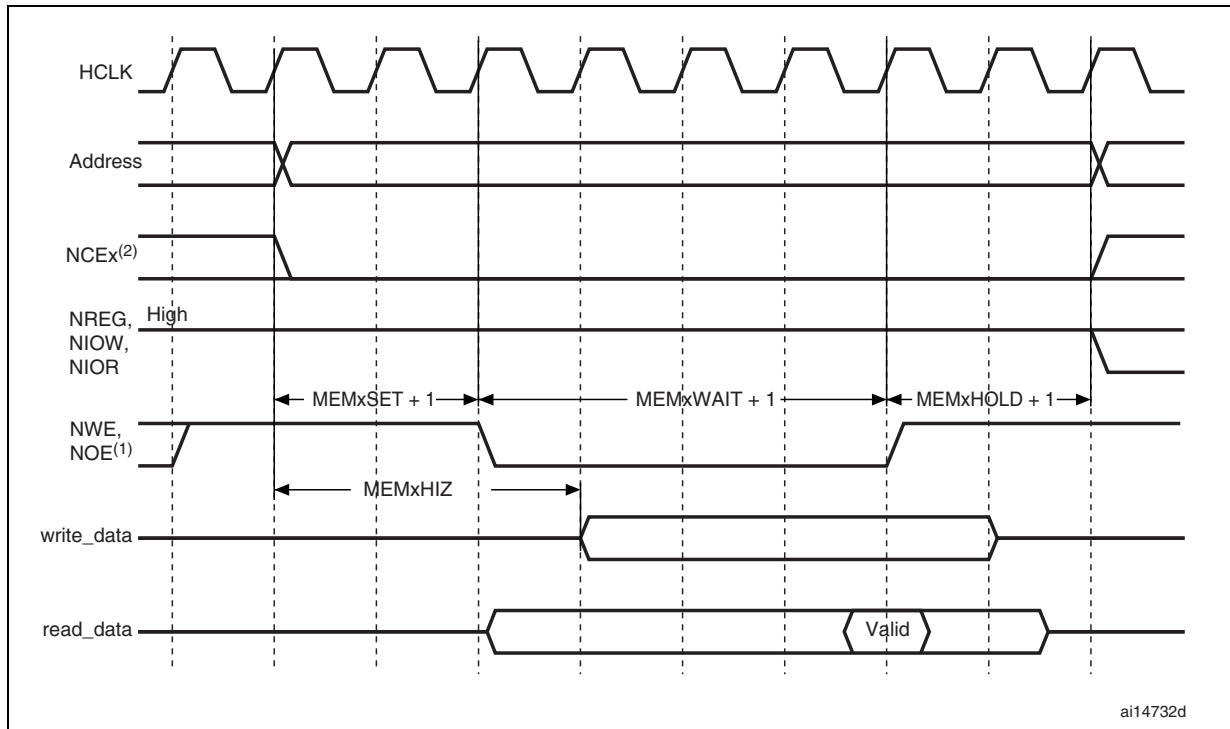 HCLK
Address
NCEx(2)
High
NREG,
NIOW,
NIOR
MEMxSET + 1
MEMxWAIT + 1
MEMxHOLD + 1
NWE,
NOE(1)
MEMxHIZ
write_data
read_data
Valid
ai14732d